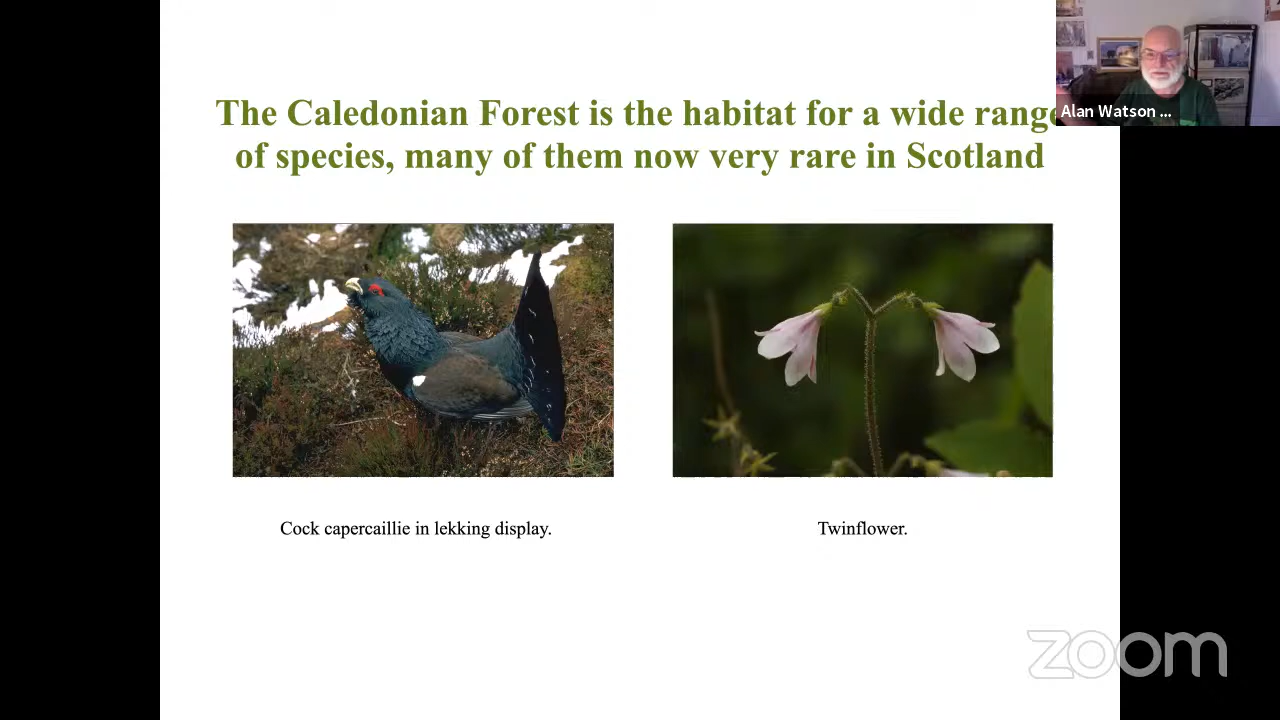 The Caledonian Forest is the habitat for a wide range
of species, many of them now very rare in Scotland
Alan Watson ...
Cock capercaillie in lekking display.
Twinflower.
zoom